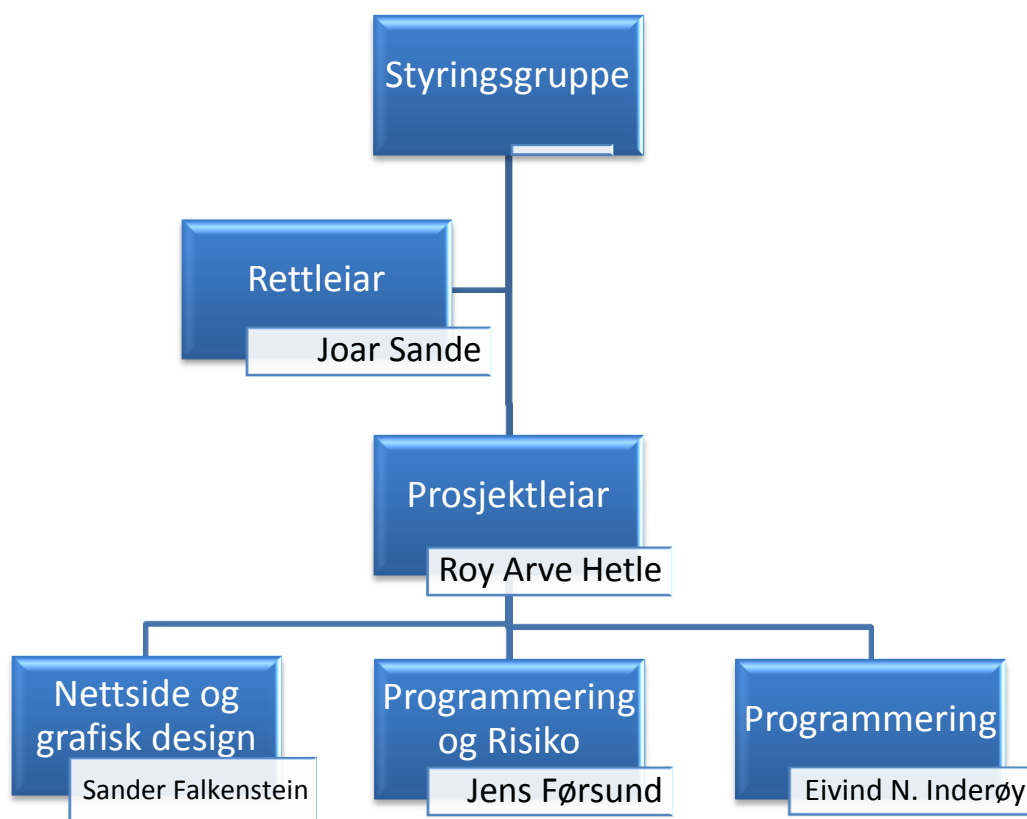 Styringsgruppe
Rettleiar
Joar Sande
Prosjektleiar
Roy Arve Hetle
Nettside og
grafisk design
Sander Falkenstein
Programmering
og Risiko
Jens Førsund
Programmering
Eivind N. Inderøy